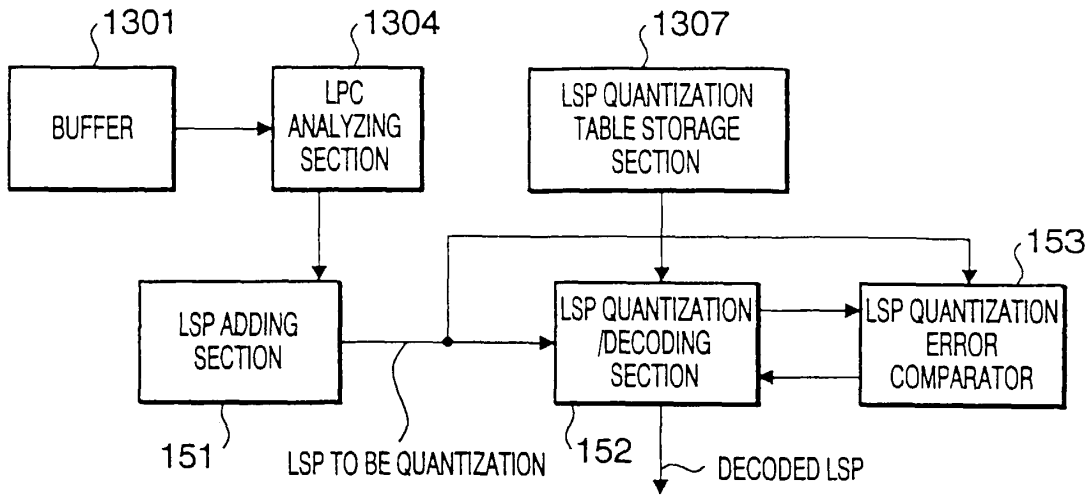 1301
1304
1307
BUFFER
LPC
ANALYZING
SECTION
LSP QUANTIZATION
TABLE STORAGE
SECTION
153
LSP ADDING
SECTION
LSP QUANTIZATION
/DECODING
SECTION
LSP QUANTIZATION
ERROR
COMPARATOR
151
LSP TO BE QUANTIZATION
152
DECODED LSP